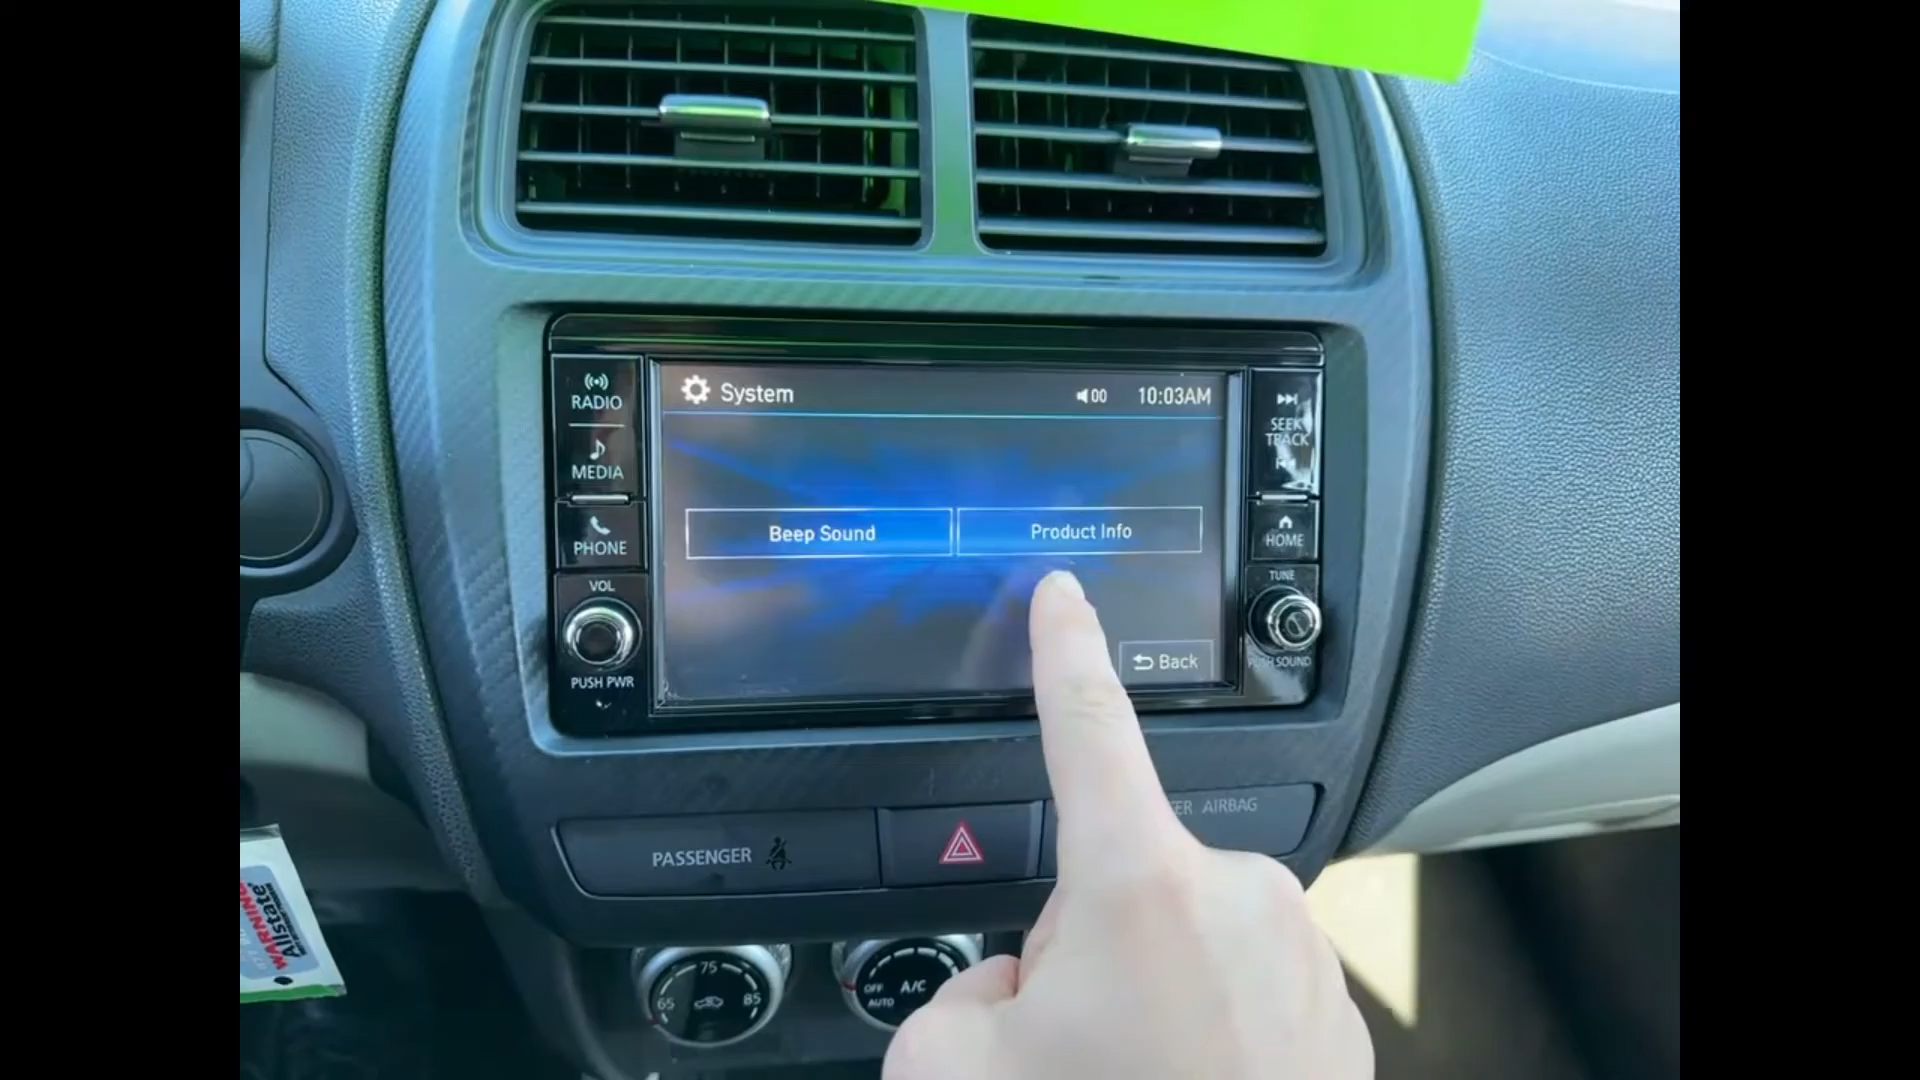 System
00
10:03AM
RADIO
MEDIA
PHONE
VOL
PUSH PWR
Beep Sound
Product Info
Back
SEEK
TRACK
HOME
TUNE
PUSH SOUND
PASSENGER
AIRBAG
WARNING
Allstate
75
65
85
OFF
A/C
AUTO